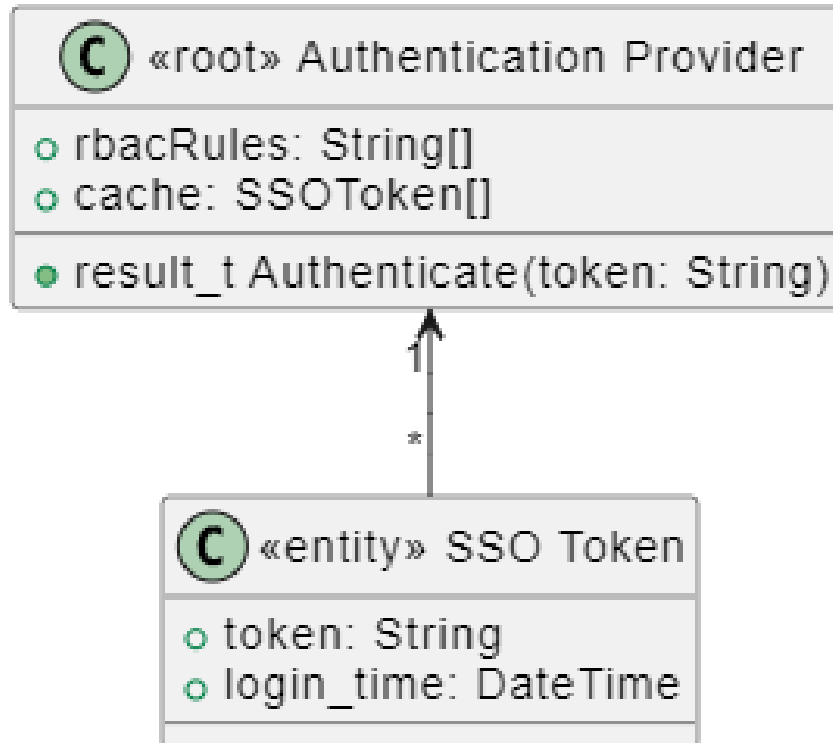 C «root» Authentication Provider
rbacRules: String[]
cache: SSOToken[]
result_t Authenticate(token: String)
1
*
C «entity» SSO Token
token: String
login_time: DateTime